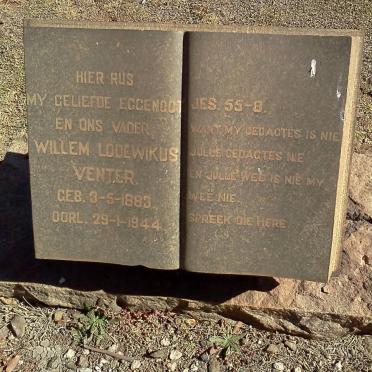 HIER RUS
MY GELIEFDE EGGENOOT
EN ONS VADER
WILLEM LODEWIKUS
VENTER
GEB. 3-5-1883
OORL. 29-1-1944
JES. 55-8
WANT MY GEDAGTES IS NIE
JULLE GEDAGTES NIE
EN JULLE WEË IS NIE MY
WEË NIE
SPREEK DIE HERE